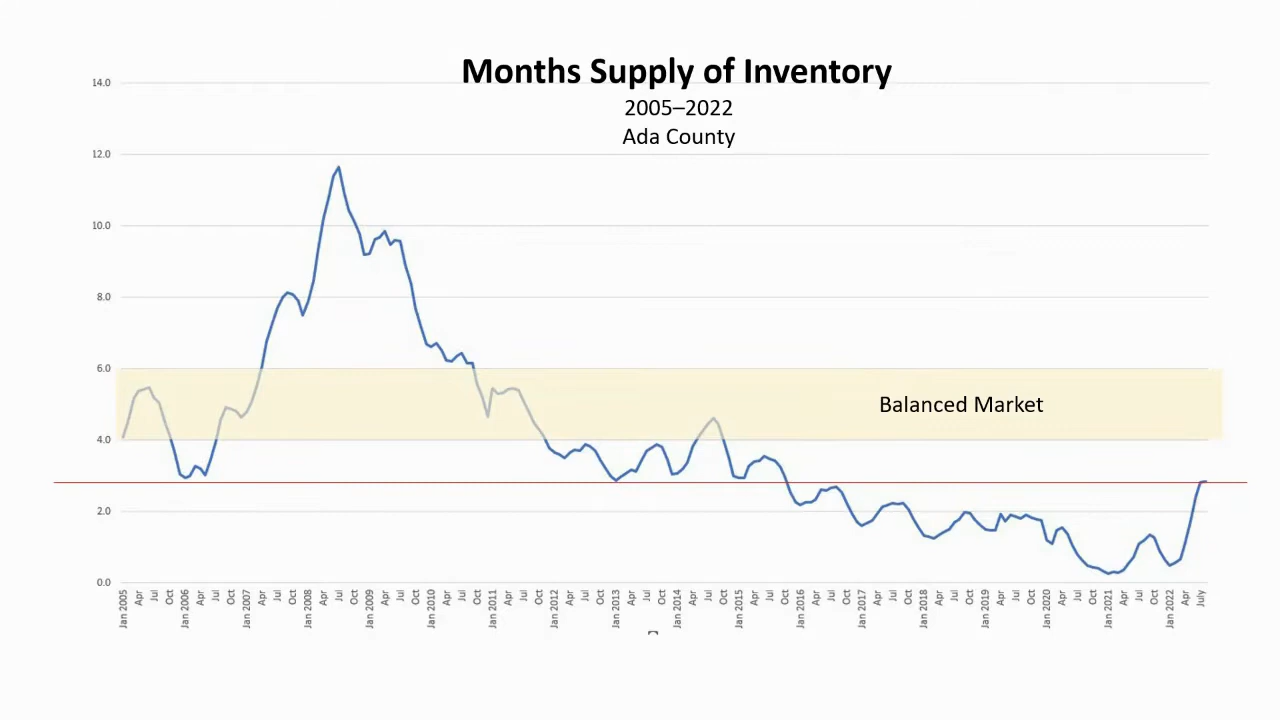 Months Supply of Inventory
2005–2022
Ada County
14.0
12.0
10.0
8.0
6.0
Balanced Market
4.0
2.0
0.0
Jan 2005 Apr Jul Oct Jan 2006 Apr Jul Oct Jan 2007 Apr Jul Oct Jan 2008 Apr Jul Oct Jan 2009 Apr Jul Oct Jan 2010 Apr Jul Oct Jan 2011 Apr Jul Oct Jan 2012 Apr Jul Oct Jan 2013 Apr Jul Oct Jan 2014 Apr Jul Oct Jan 2015 Apr Jul Oct Jan 2016 Apr Jul Oct Jan 2017 Apr Jul Oct Jan 2018 Apr Jul Oct Jan 2019 Apr Jul Oct Jan 2020 Apr Jul Oct Jan 2021 Apr Jul Oct Jan 2022 Apr July